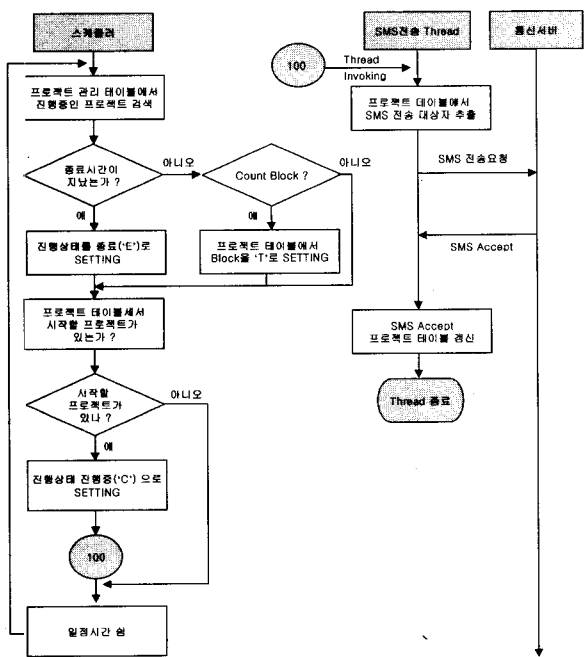 스케쥴러
프로잭트 관리 테이블에서
진행중인 프로젝트 검색
종료시간이
지났는가 ?
아니오
예
Count Block ?
아니오
예
진행상태를 종료('E')로
SETTING
프로젝트 테이블에서
Block을 'T'로 SETTING
프로젝트 테이블세서
시작할 프로젝트가
있는가 ?
시작할
프로젝트가
있나 ?
아니오
예
진행상태 진행중('C') 으로
SETTING
100
일정시간 쉼
SMS전송 Thread
100
Thread
Invoking
프로젝트 테이블에서
SMS 전송 대상자 추출
SMS 전송요청
SMS Accept
SMS Accept
프로젝트 테이블 갱신
Thread 종료
통신서버